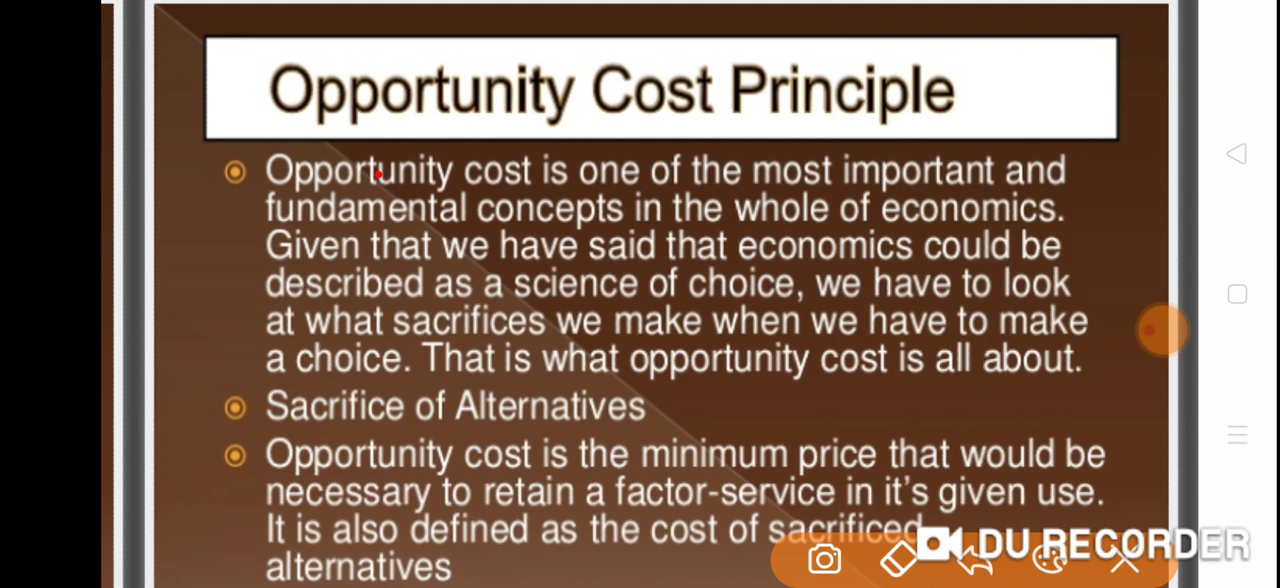 Opportunity Cost Principle
Opportunity cost is one of the most important and
fundamental concepts in the whole of economics.
Given that we have said that economics could be
described as a science of choice, we have to look
at what sacrifices we make when we have to make
a choice. That is what opportunity cost is all about.
Sacrifice of Alternatives
Opportunity cost is the minimum price that would be
necessary to retain a factor-service in it's given use.
It is also defined as the cost of sacrificed
alternatives
DU RECORDER